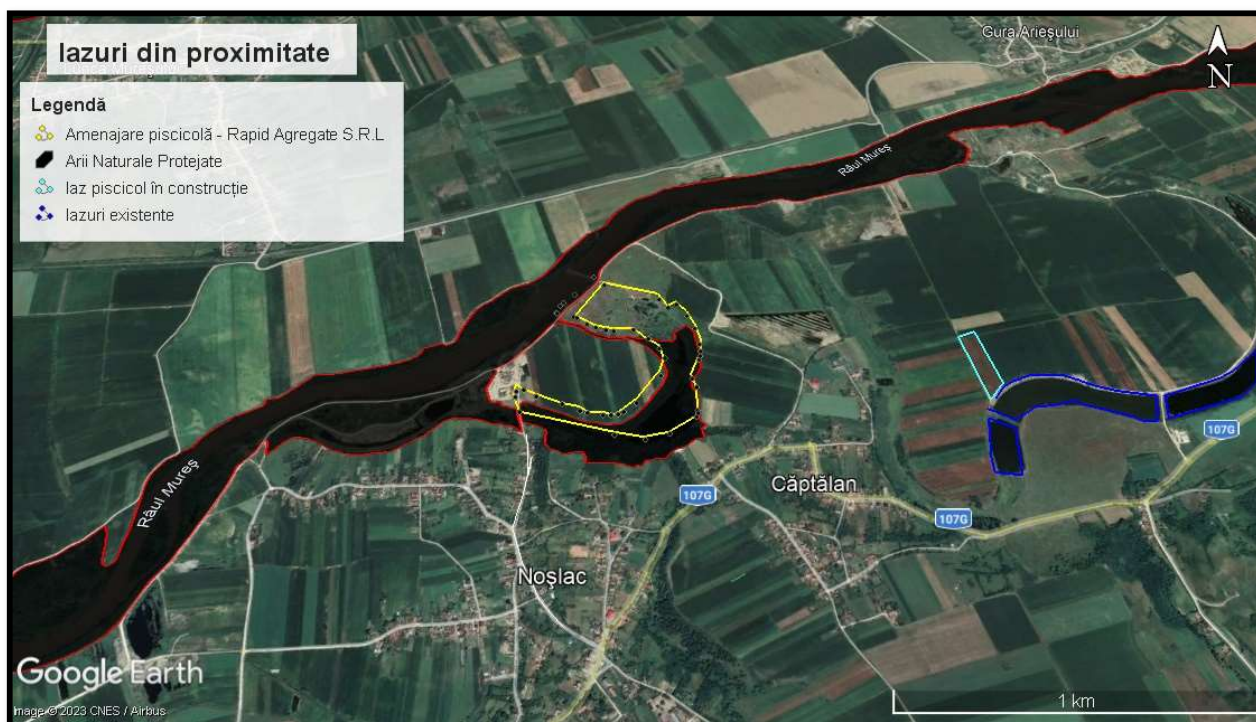 Iazuri din proximitate
Legendă
Amenajare piscicolă - Rapid Agregate S.R.L
Arii Naturale Protejate
Iaz piscicol în construcție
Iazuri existente
Gura Arieșului
N
Râul Mureș
Râul Mureș
107G
Căptălan
107G
107G
Noșlac
Google Earth
Image © 2023 CNES / Airbus
1 km